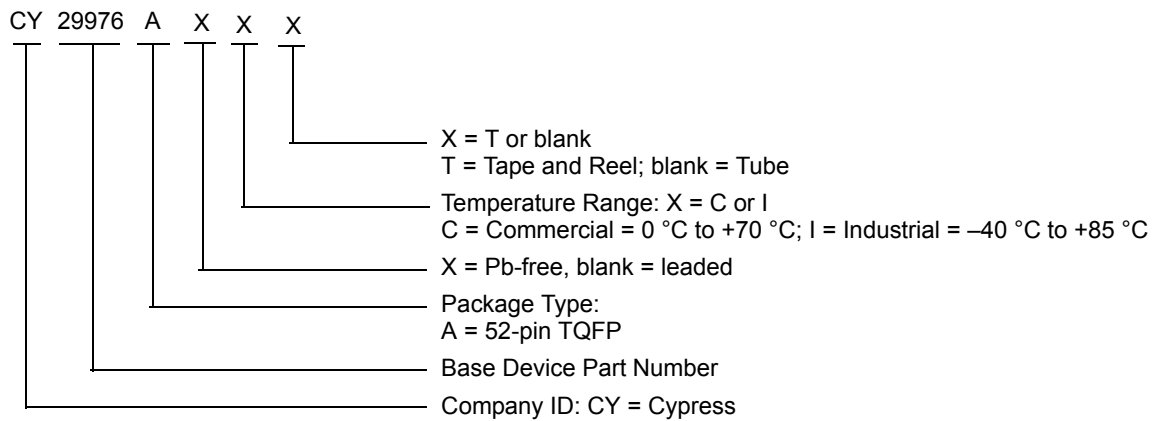 CY 29976 A X X X
X = T or blank
T = Tape and Reel; blank = Tube
Temperature Range: X = C or I
C = Commercial = 0 °C to +70 °C; I = Industrial = –40 °C to +85 °C
X = Pb-free, blank = leaded
Package Type:
A = 52-pin TQFP
Base Device Part Number
Company ID: CY = Cypress